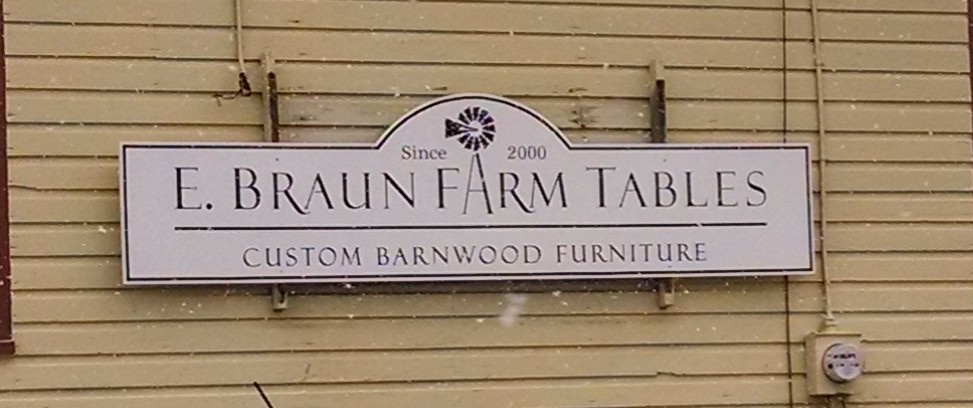 Since 2000
E. BRAUN FARM TABLES
CUSTOM BARNWOOD FURNITURE